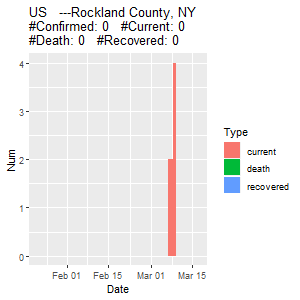 US   ---Rockland County, NY
#Confirmed: 0   #Current: 0
#Death: 0   #Recovered: 0
Num
4
3
2
1
0
Feb 01 Feb 15 Mar 01 Mar 15
Date
Type
current
death
recovered